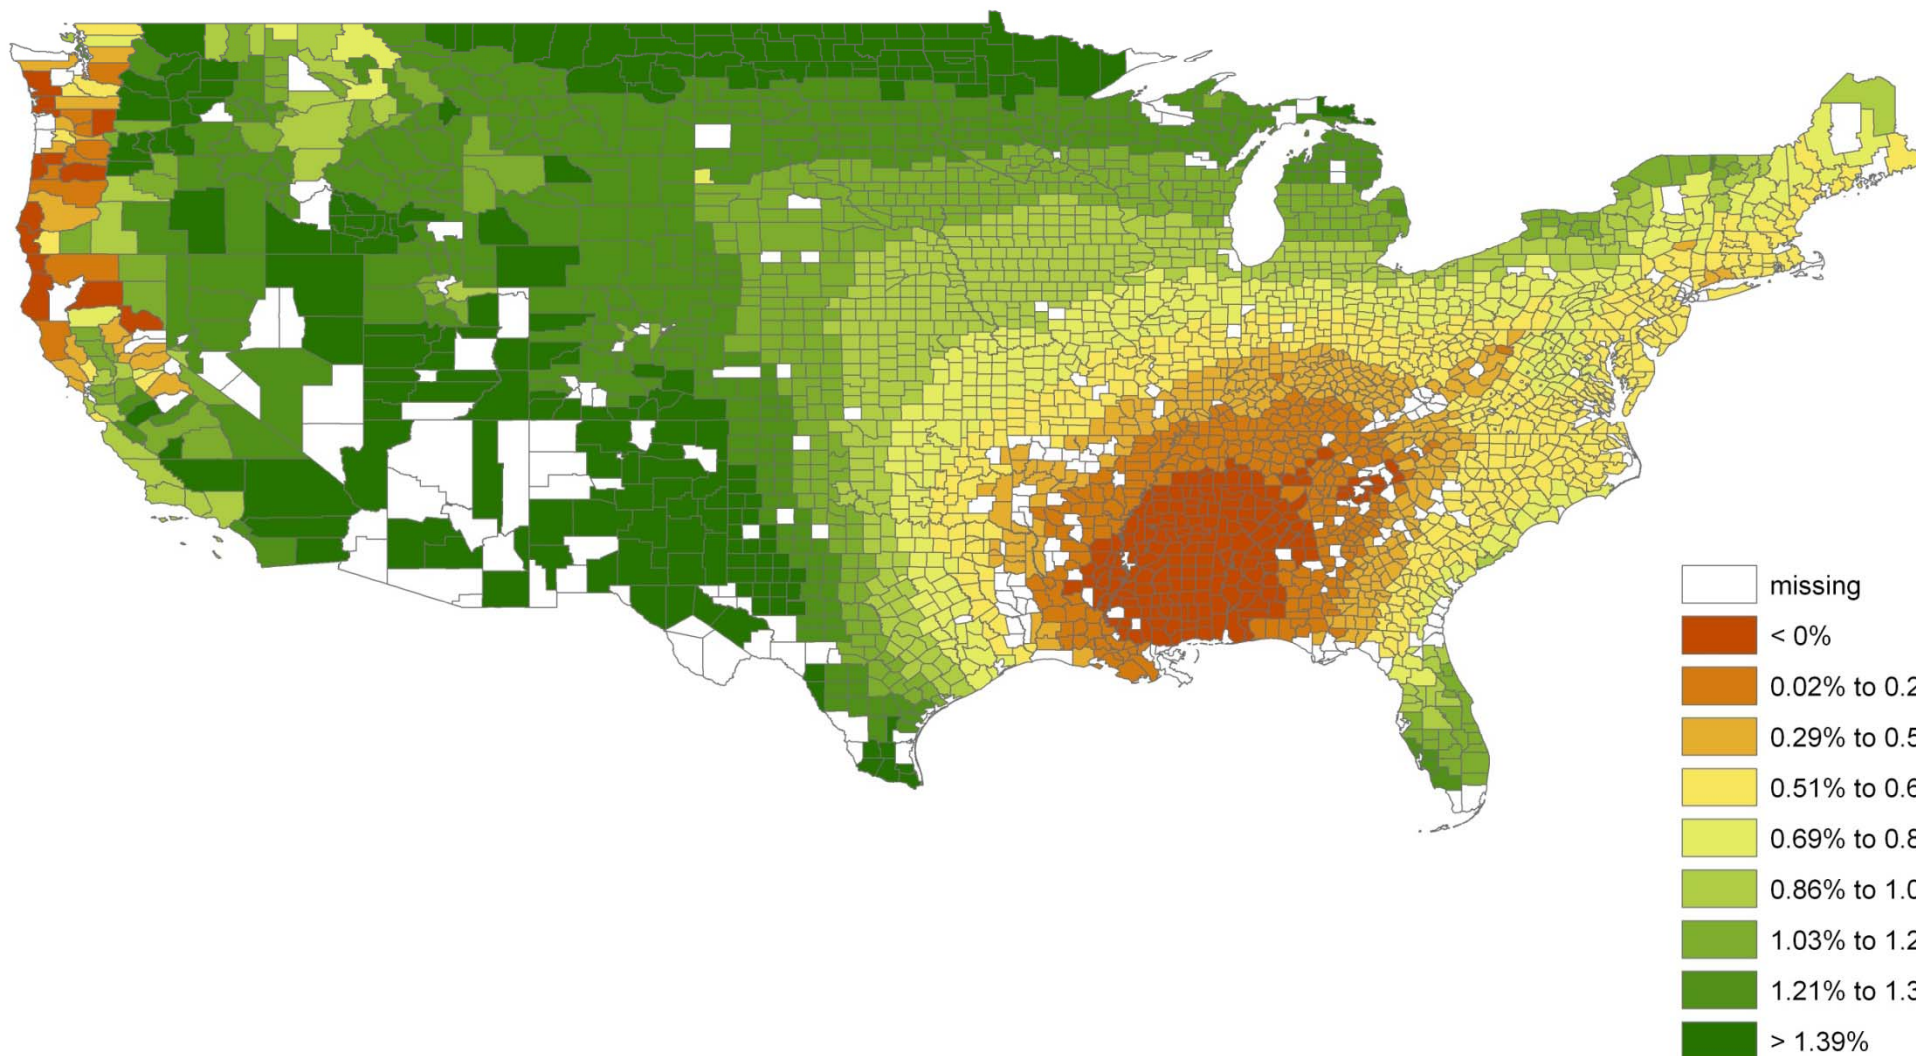 missing
< 0%
0.02% to 0.2
0.29% to 0.5
0.51% to 0.6
0.69% to 0.8
0.86% to 1.0
1.03% to 1.2
1.21% to 1.3
> 1.39%